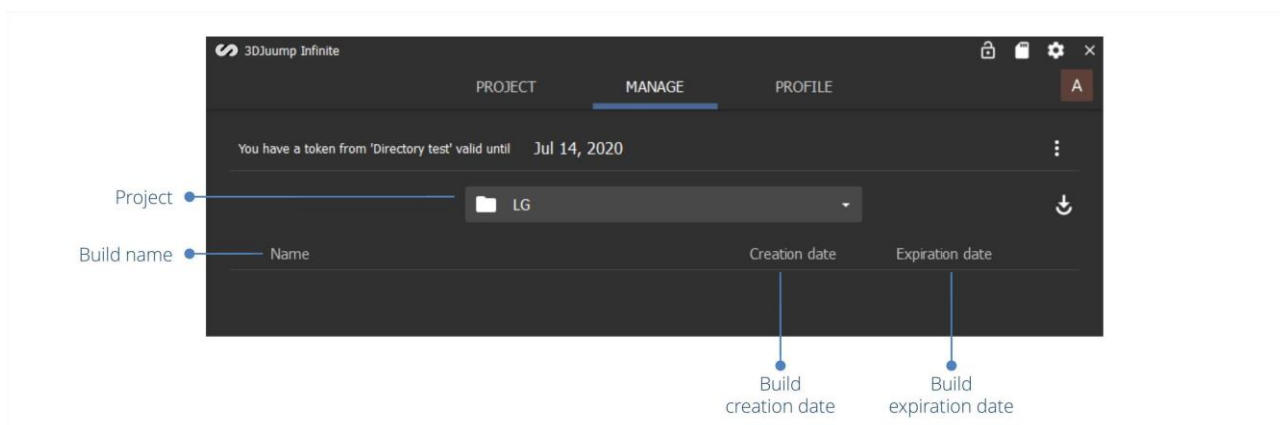 3DJuump Infinite
PROJECT MANAGE PROFILE A
You have a token from 'Directory test' valid until Jul 14, 2020
Project
LG
Build name
Name Creation date Expiration date
Build
creation date
Build
expiration date